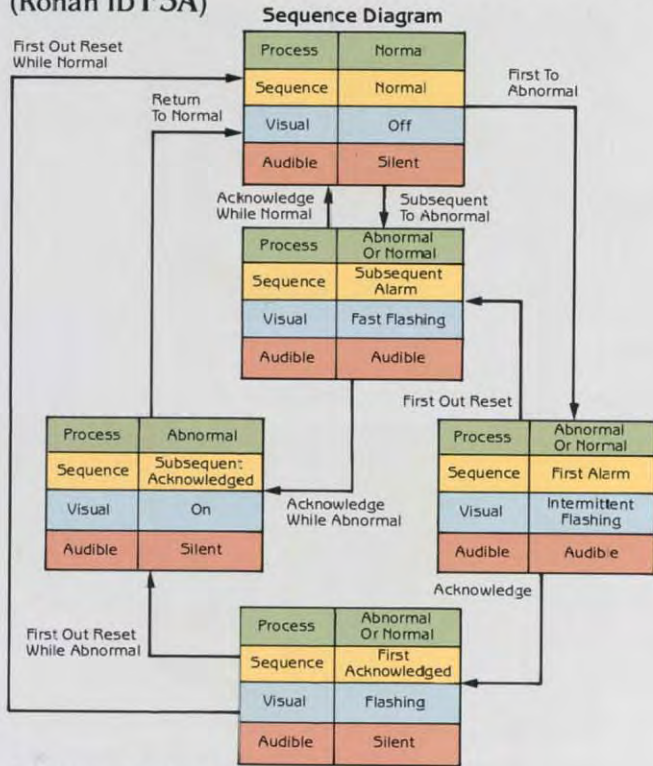 (Ronan ID F3A)
Sequence Diagram
First Out Reset
While Normal
Process Norma
Sequence Normal
Visual Off
Audible Silent
First To
Abnormal
Return
To Normal
Acknowledge
While Normal
Subsequent
To Abnormal
Process Abnormal
Or Normal
Sequence Subsequent
Alarm
Visual Fast Flashing
Audible Audible
First Out Reset
Process Abnormal
Sequence Subsequent
Acknowledged
Visual On
Audible Silent
Acknowledge
While Abnormal
Process Abnormal
Or Normal
Sequence First Alarm
Visual Intermittent
Flashing
Audible Audible
Acknowledge
First Out Reset
While Abnormal
Process Abnormal
Or Normal
Sequence First
Acknowledged
Visual Flashing
Audible Silent